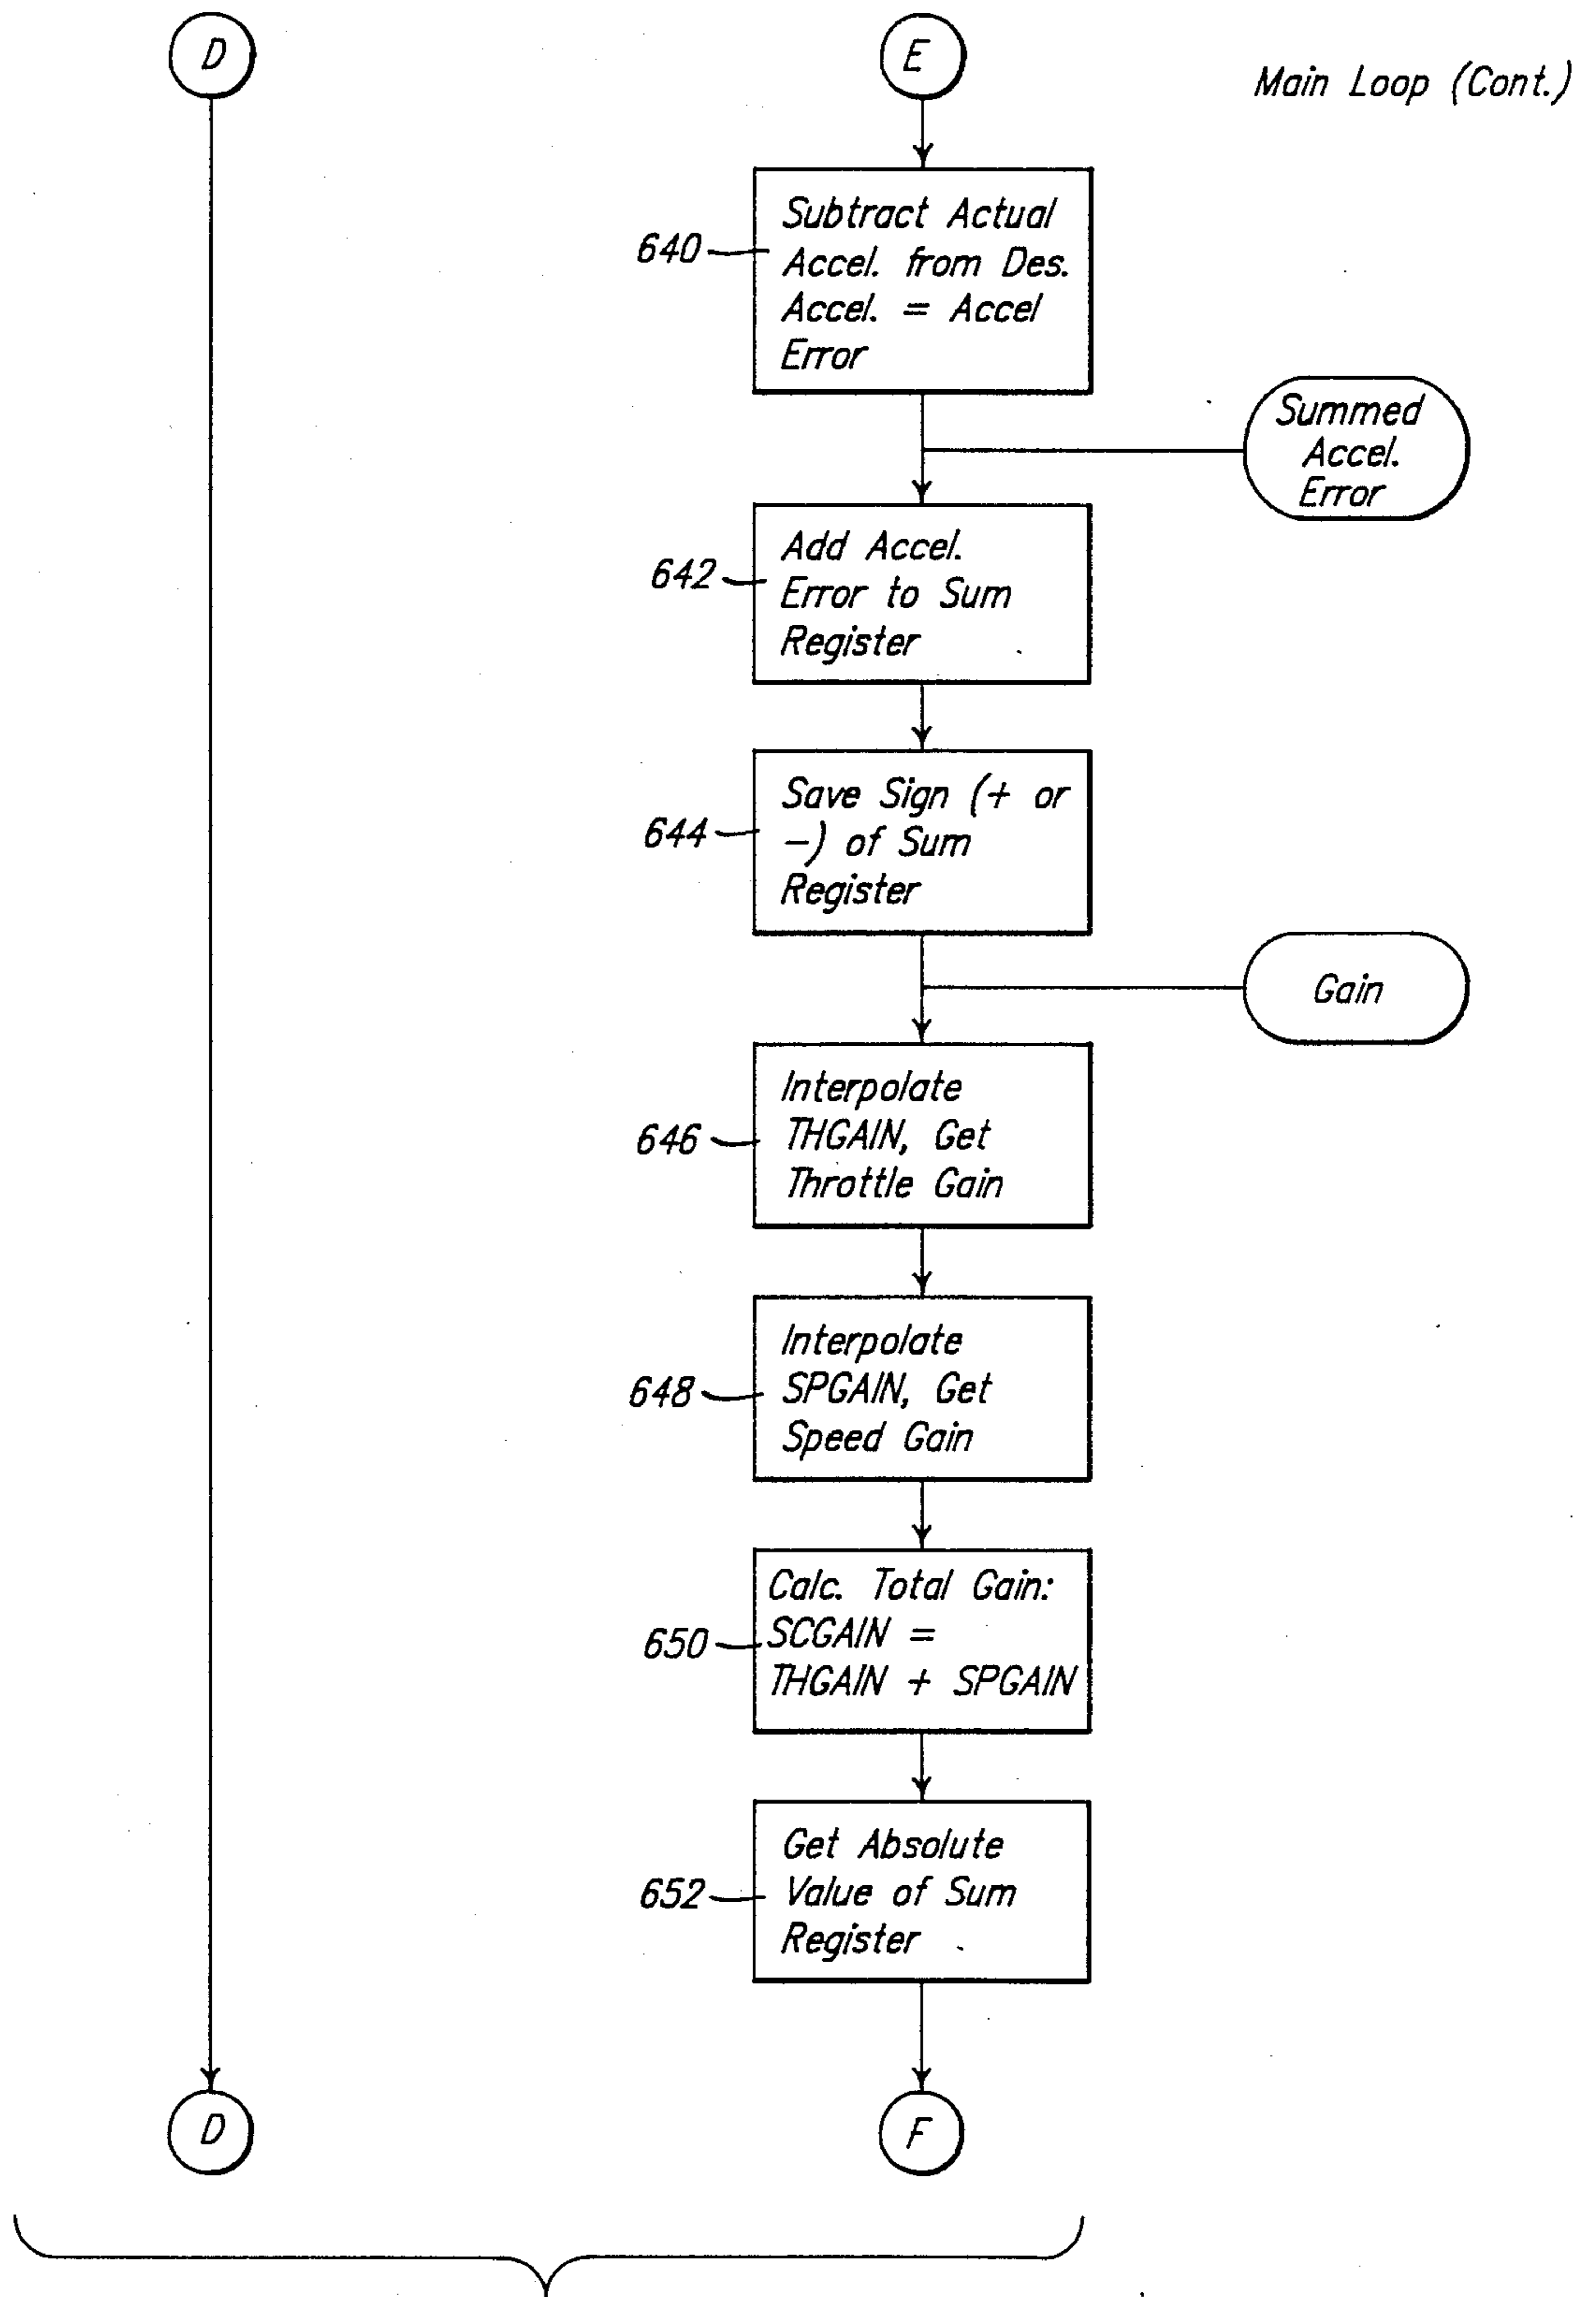 D
E
Main Loop (Cont.)
640
Subtract Actual
Accel. from Des.
Accel. = Accel
Error
Summed
Accel.
Error
642
Add Accel.
Error to Sum
Register
644
Save Sign (+ or
-) of Sum
Register
Gain
646
Interpolate
THGAIN, Get
Throttle Gain
648
Interpolate
SPGAIN, Get
Speed Gain
650
Calc. Total Gain:
SCGAIN =
THGAIN + SPGAIN
652
Get Absolute
Value of Sum
Register
D
F